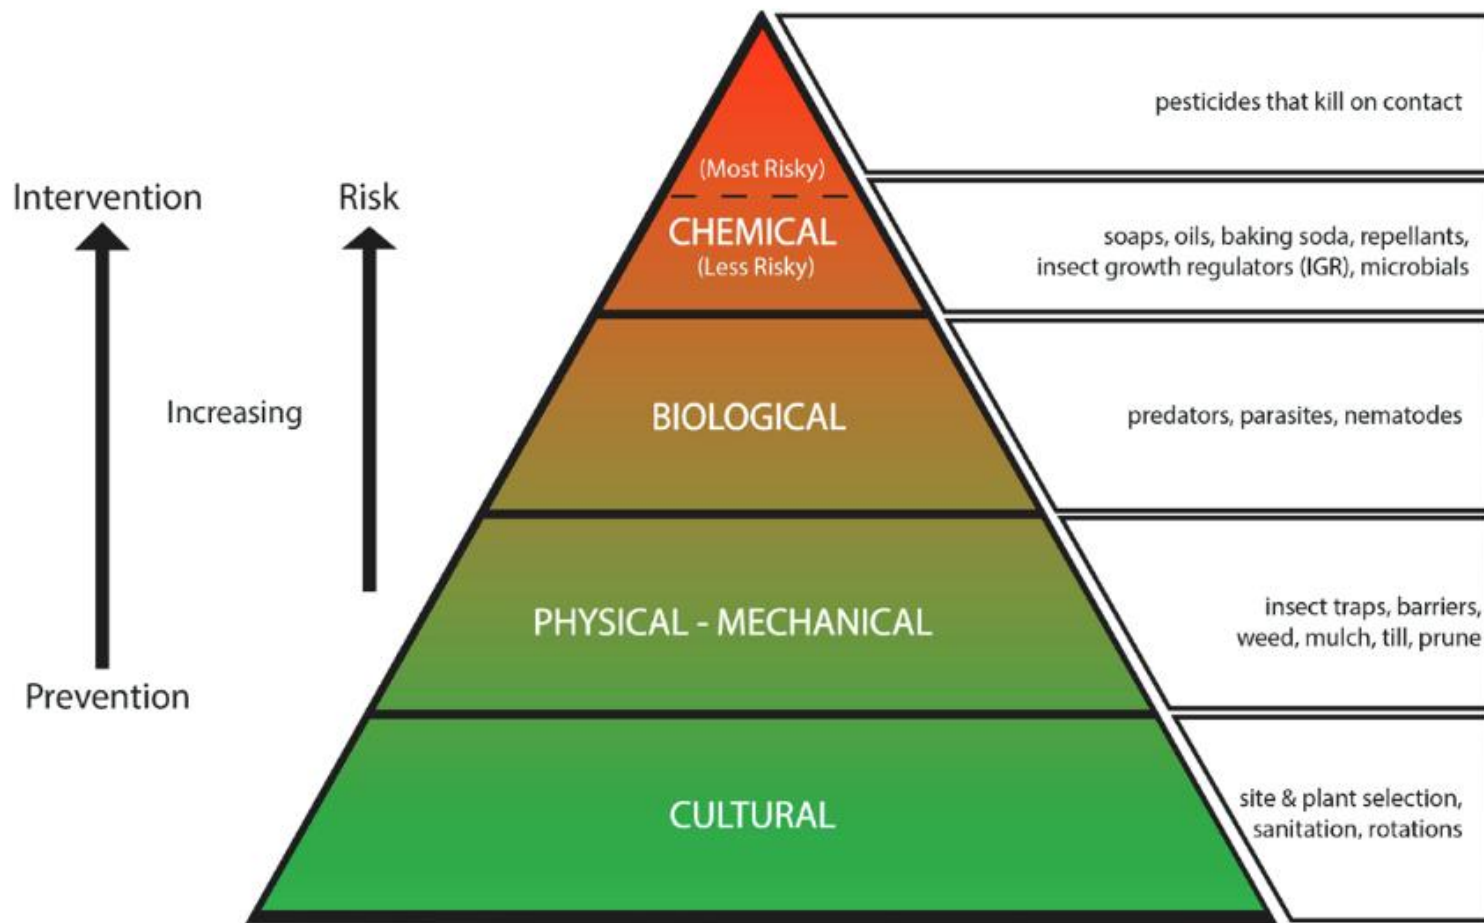 pesticides that kill on contact
(Most Risky)
Intervention
Risk
CHEMICAL
(Less Risky)
soaps, oils, baking soda, repellants,
insect growth regulators (IGR), microbials
Increasing
BIOLOGICAL
predators, parasites, nematodes
PHYSICAL - MECHANICAL
insect traps, barriers,
weed, mulch, till, prune
Prevention
CULTURAL
site & plant selection,
sanitation, rotations